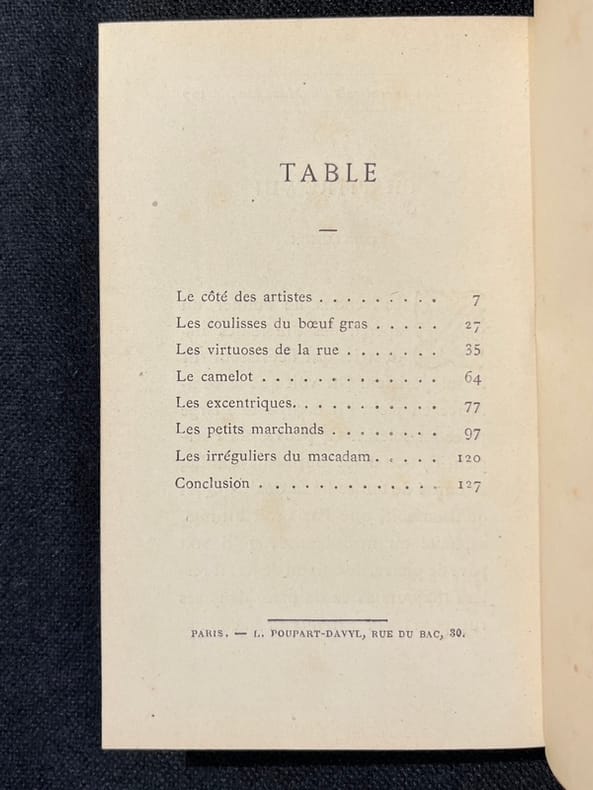 TABLE
—
Le côté des artistes . . . . . . . . . 7
Les coulisses du bœuf gras . . . . . 27
Les virtuoses de la rue . . . . . . . 35
Le camelot . . . . . . . . . . . . . 64
Les excentriques. . . . . . . . . . . 77
Les petits marchands . . . . . . . . 97
Les irréguliers du macadam . . . . . 120
Conclusion . . . . . . . . . . . . . 127
PARIS. — L. POUPART-DAVYL, RUE DU BAC, 30.